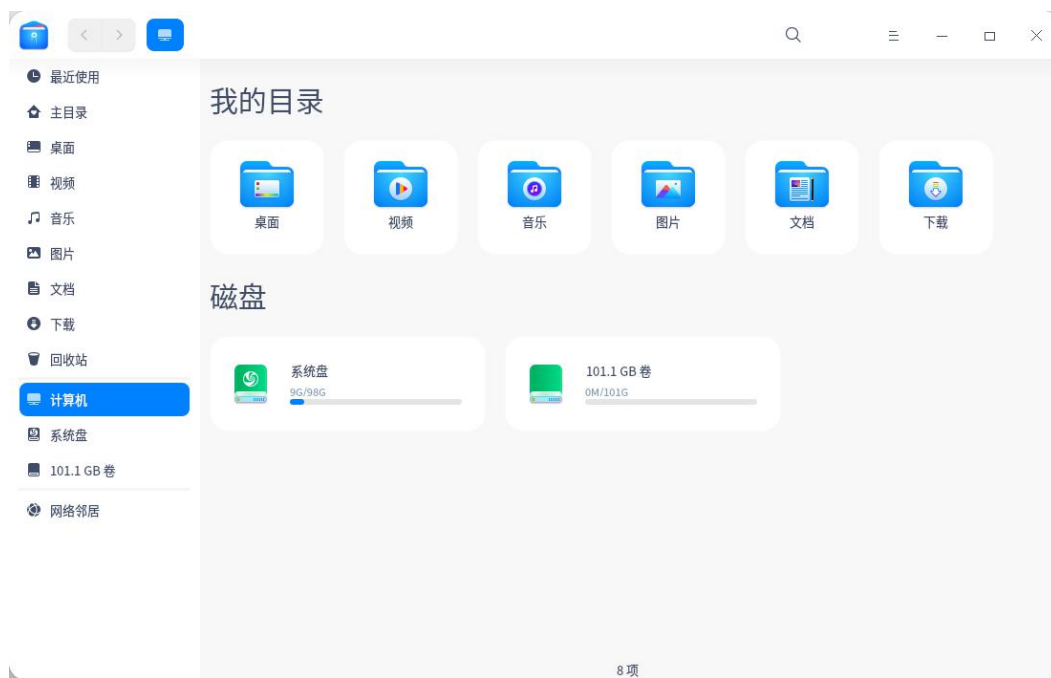 最近使用
主目录
桌面
视频
音乐
图片
文档
下载
回收站
计算机
系统盘
101.1 GB 卷
网络邻居
我的目录
桌面
视频
音乐
图片
文档
下载
磁盘
系统盘
9G/98G
101.1 GB 卷
0M/101G
8 项